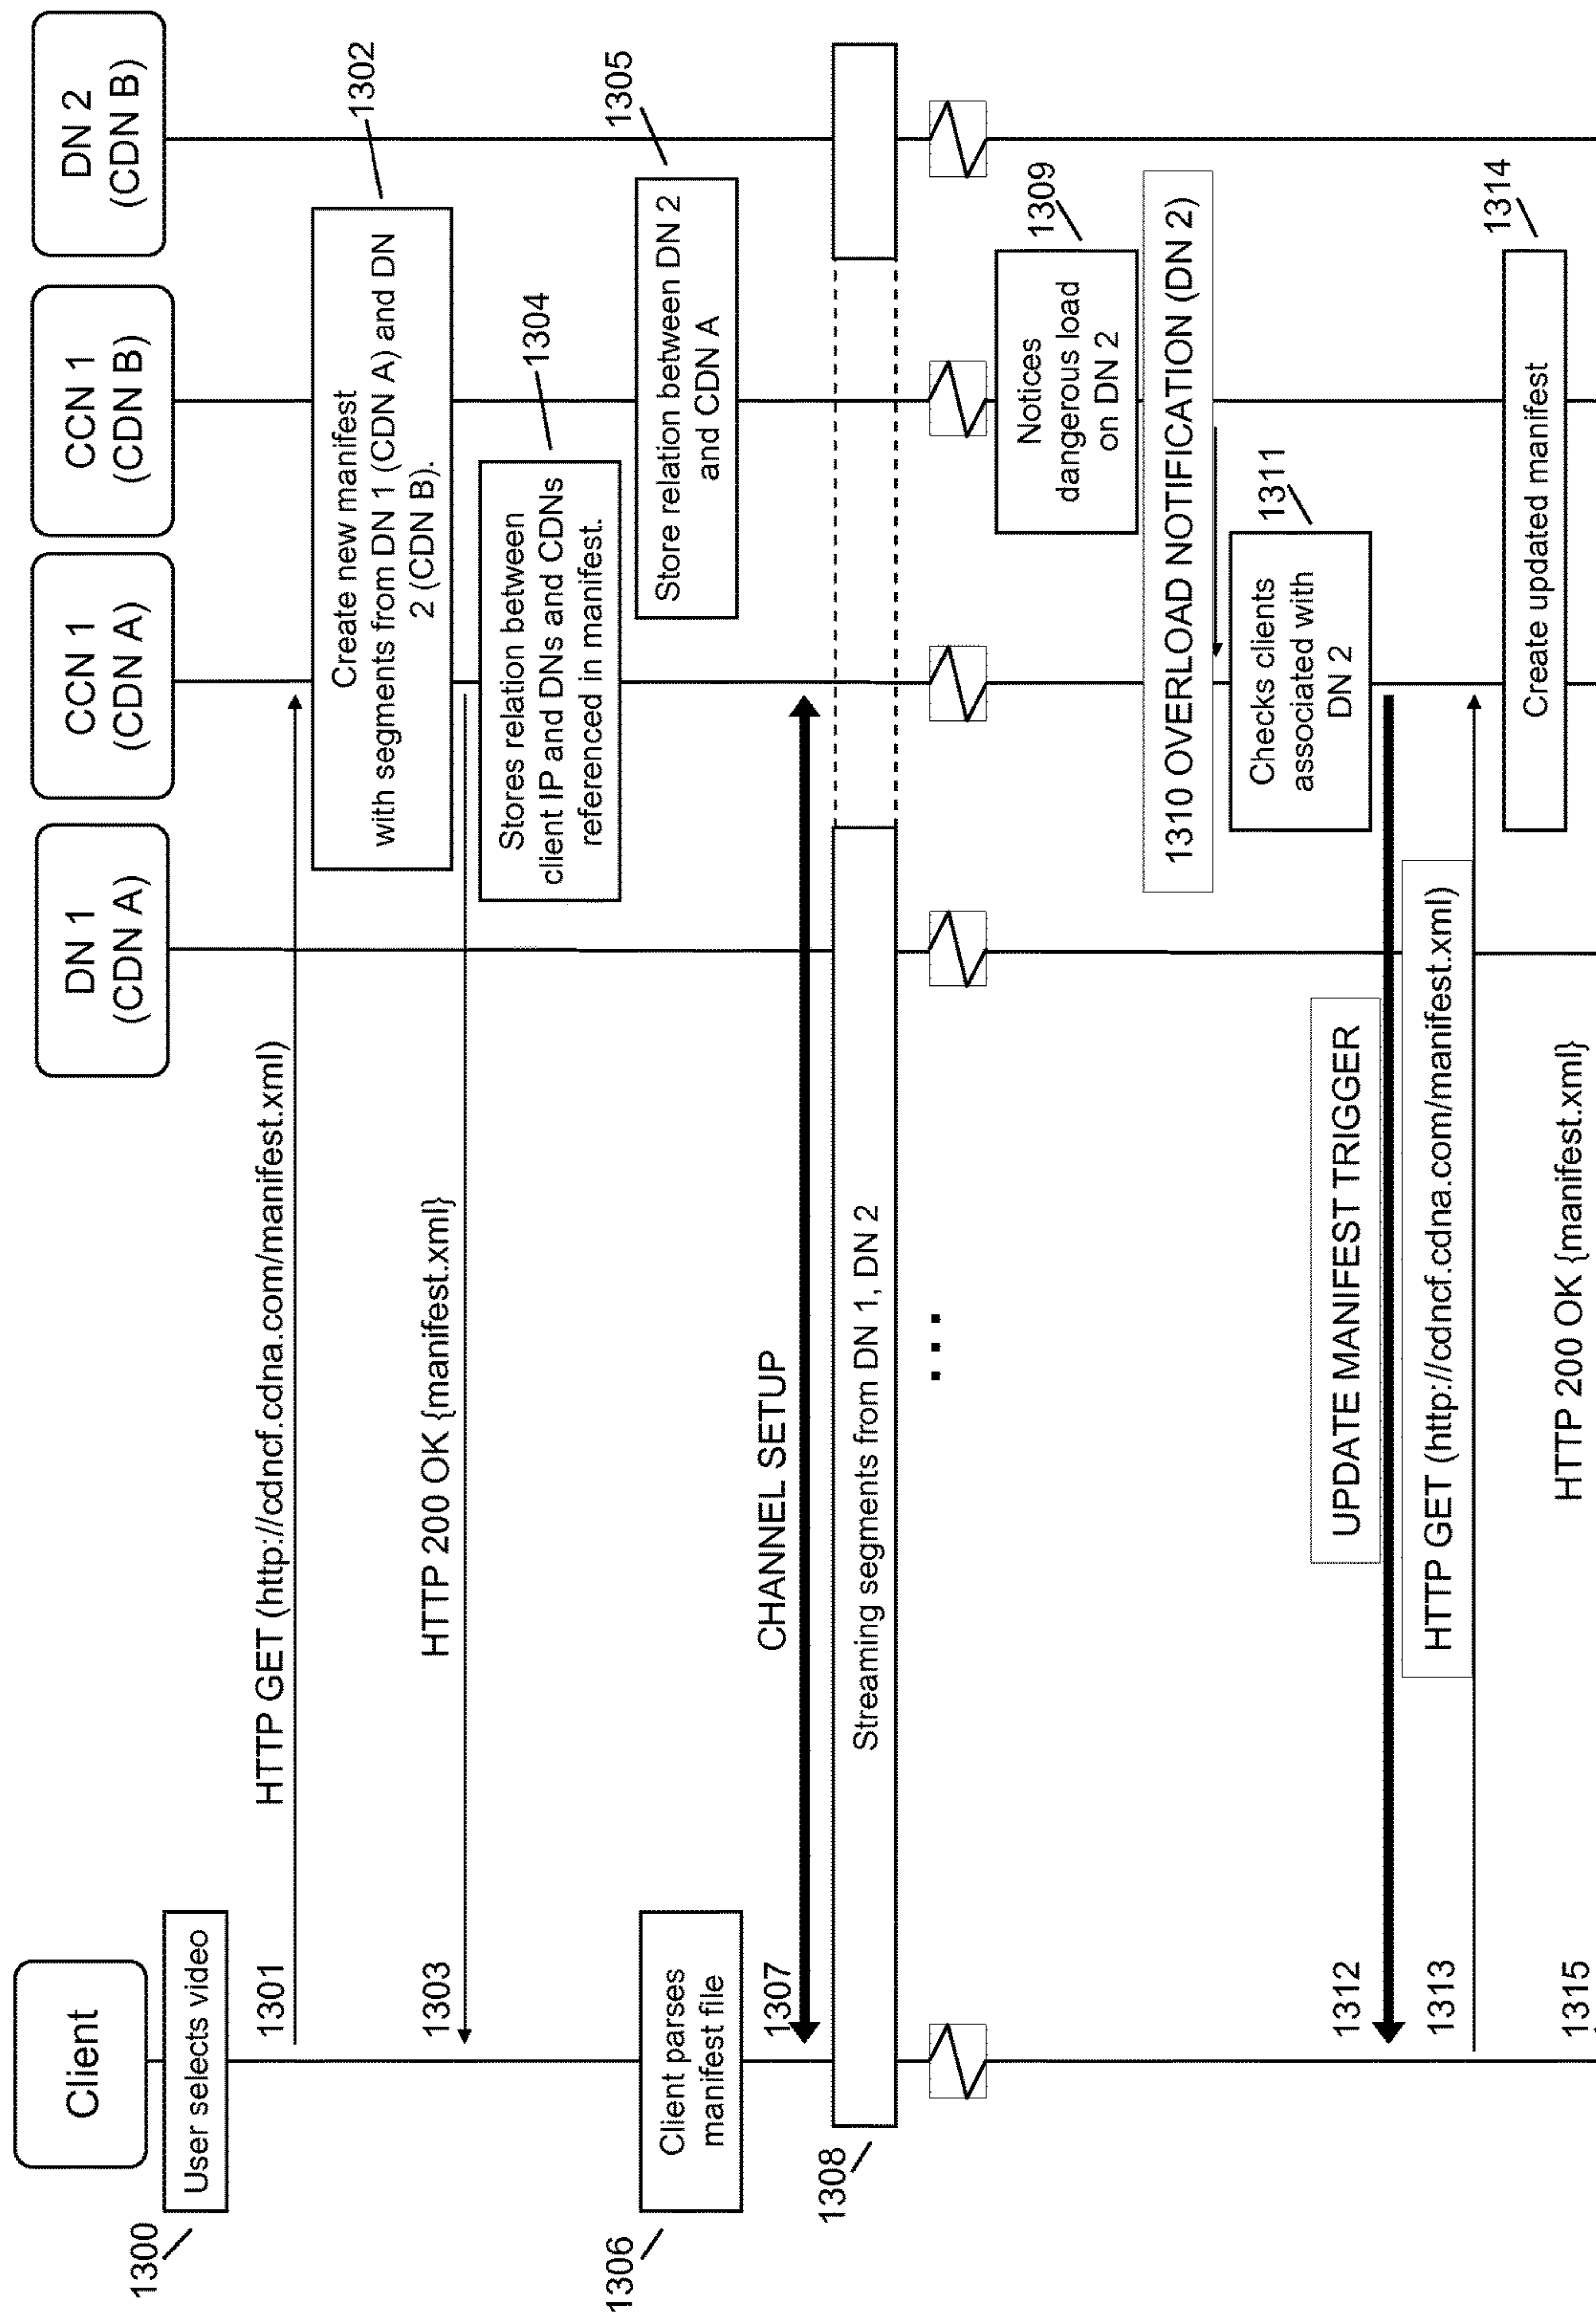 Client
DN 1
(CDN A)
CCN 1
(CDN A)
CCN 1
(CDN B)
DN 2
(CDN B)
1300
User selects video
1301
HTTP GET (http://cdncf.cdna.com/manifest.xml)
Create new manifest
with segments from DN 1 (CDN A) and DN
2 (CDN B).
1302
1303
HTTP 200 OK {manifest.xml}
Stores relation between
client IP and DNs and CDNs
referenced in manifest.
1304
1306
Client parses
manifest file
Store relation between DN 2
and CDN A
1305
1307
CHANNEL SETUP
1308
Streaming segments from DN 1, DN 2
...
Notices
dangerous load
on DN 2
1309
1310 OVERLOAD NOTIFICATION (DN 2)
Checks clients
associated with
DN 2
1311
1312
UPDATE MANIFEST TRIGGER
1313
HTTP GET (http://cdncf.cdna.com/manifest.xml)
Create updated manifest
1314
1315
HTTP 200 OK {manifest.xml}